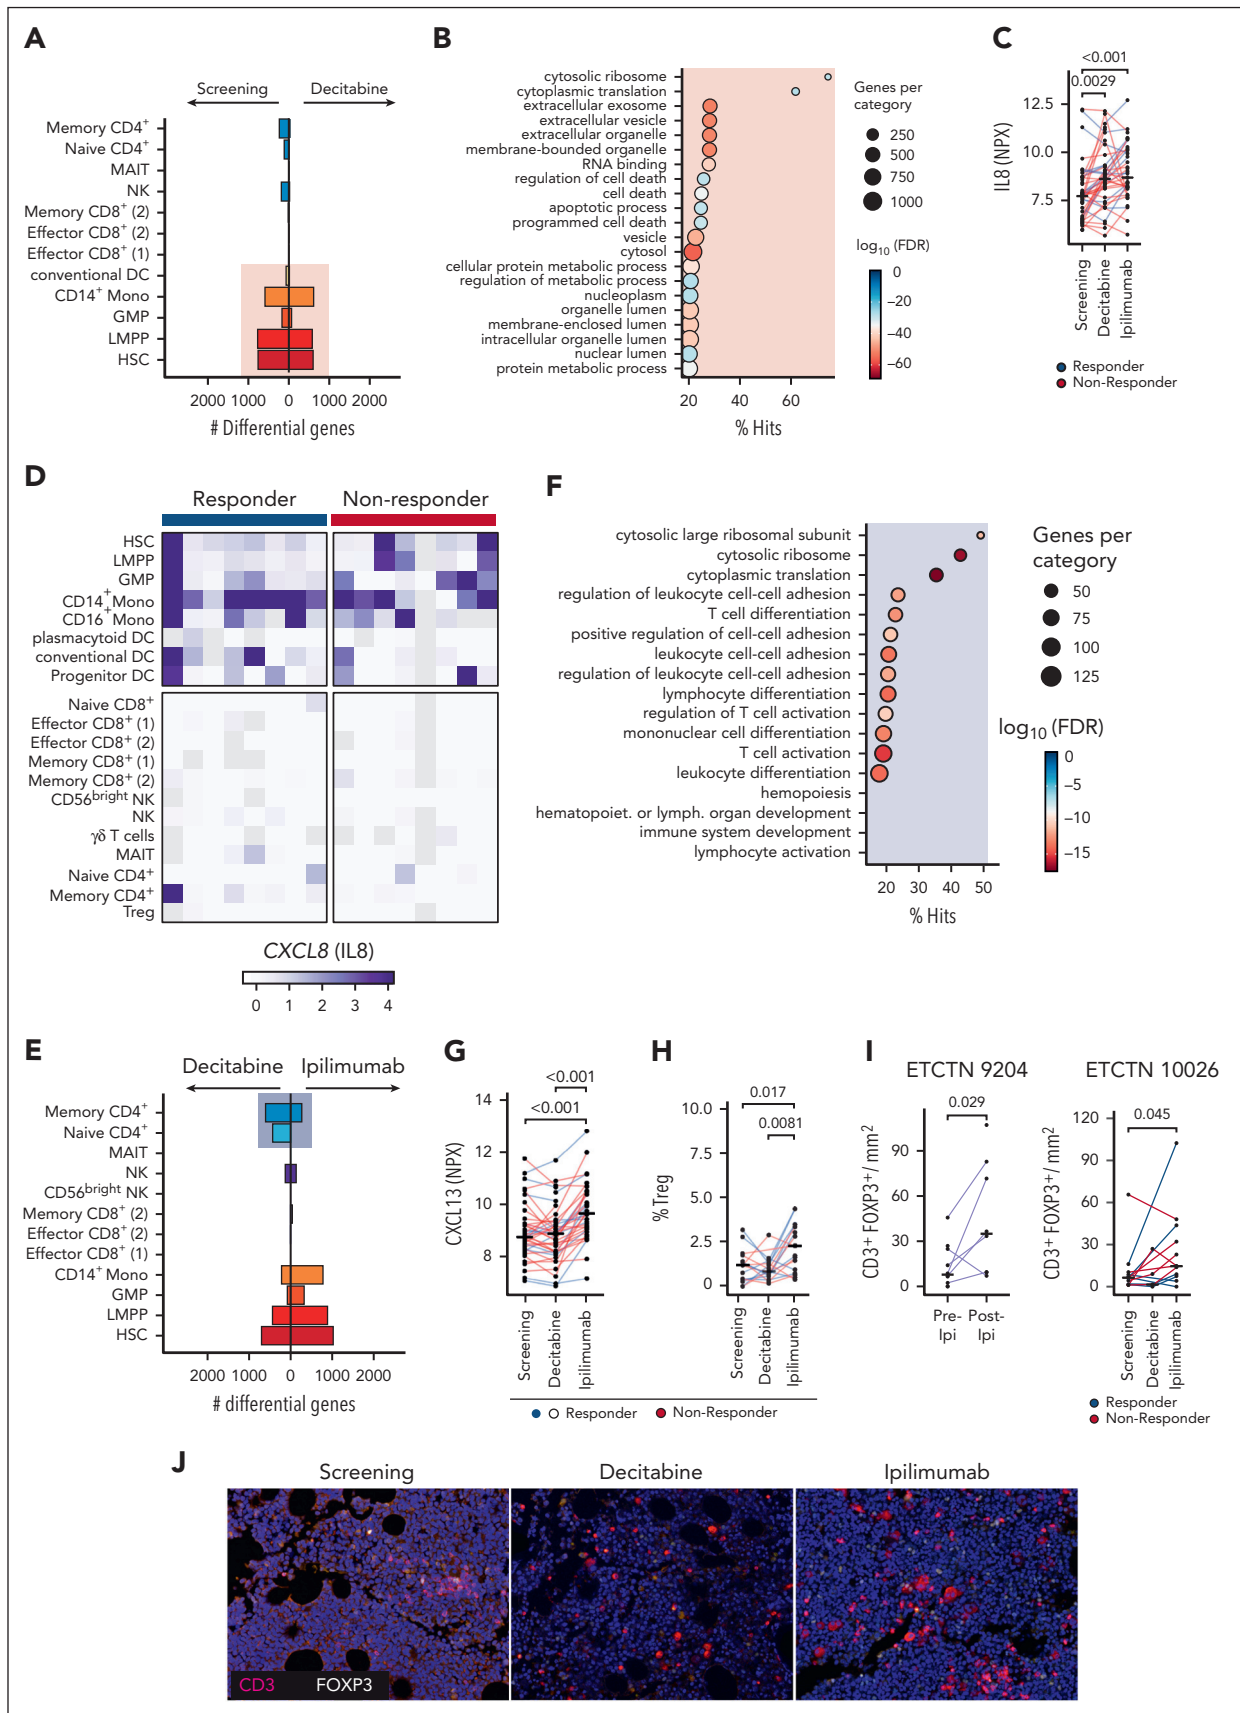 A
Screening
Decitabine
Memory CD4+
Naive CD4+
MAIT
NK
Memory CD8+ (2)
Effector CD8+ (2)
Effector CD8+ (1)
conventional DC
CD14+ Mono
GMP
LMPP
HSC
2000 1000 0 1000 2000
# Differential genes
B
cytosolic ribosome
cytoplasmic translation
extracellular exosome
extracellular vesicle
extracellular organelle
membrane-bounded organelle
RNA binding
regulation of cell death
cell death
apoptotic process
programmed cell death
vesicle
cytosol
cellular protein metabolic process
regulation of metabolic process
nucleoplasm
organelle lumen
membrane-enclosed lumen
intracellular organelle lumen
nuclear lumen
protein metabolic process
20 40 60
% Hits
Genes per
category
250
500
750
1000
log10 (FDR)
0
−20
−40
−60
C
<0.001
0.0029
12.5
10.0
7.5
IL8 (NPX)
Screening
Decitabine
Ipilimumab
Responder
Non-Responder
D
Responder
Non-responder
HSC
LMPP
GMP
CD14+Mono
CD16+Mono
plasmacytoid DC
conventional DC
Progenitor DC
Naive CD8+
Effector CD8+ (1)
Effector CD8+ (2)
Memory CD8+ (1)
Memory CD8+ (2)
CD56bright NK
NK
γδ T cells
MAIT
Naive CD4+
Memory CD4+
Treg
CXCL8 (IL8)
0 1 2 3 4
F
cytosolic large ribosomal subunit
cytosolic ribosome
cytoplasmic translation
regulation of leukocyte cell-cell adhesion
T cell differentiation
positive regulation of cell-cell adhesion
leukocyte cell-cell adhesion
regulation of leukocyte cell-cell adhesion
lymphocyte differentiation
regulation of T cell activation
mononuclear cell differentiation
T cell activation
leukocyte differentiation
hemopoiesis
hematopoiet. or lymph. organ development
immune system development
lymphocyte activation
20 30 40 50
% Hits
Genes per
category
50
75
100
125
log10 (FDR)
0
−5
−10
−15
E
Decitabine
Ipilimumab
Memory CD4+
Naive CD4+
MAIT
NK
CD56bright NK
Memory CD8+ (2)
Effector CD8+ (2)
Effector CD8+ (1)
CD14+ Mono
GMP
LMPP
HSC
2000 1000 0 1000 2000
# differential genes
G
<0.001
<0.001
14
12
10
8
CXCL13 (NPX)
Screening
Decitabine
Ipilimumab
H
0.017
0.0081
10.0
7.5
5.0
2.5
0
% Treg
Screening
Decitabine
Ipilimumab
Responder
Non-Responder
I
ETCTN 9204
0.029
90
60
30
0
CD3+ FOXP3+/ mm2
Pre-
Ipi
Post-
Ipi
ETCTN 10026
0.045
120
90
60
30
0
CD3+ FOXP3+/ mm2
Screening
Decitabine
Ipilimumab
Responder
Non-Responder
J
Screening
Decitabine
Ipilimumab
CD3
FOXP3